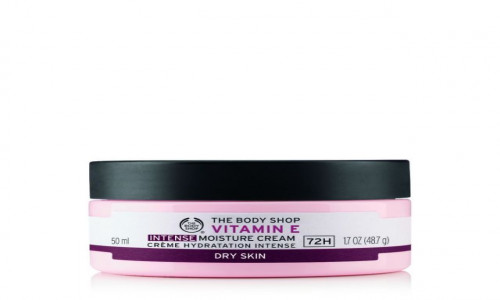 THE BODY SHOP
VITAMIN E
INTENSE MOISTURE CREAM
CRÈME HYDRATATION INTENSE
72H
50 ml
1.7 OZ (48.7 g)
DRY SKIN
THE BODY SHOP